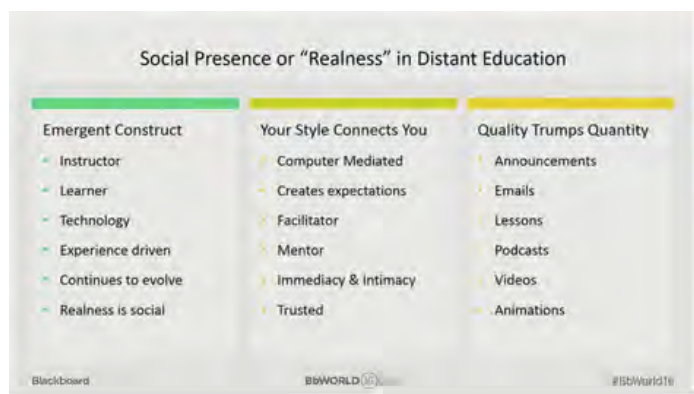 Social Presence or "Realness" in Distant Education
Emergent Construct
Instructor
Learner
Technology
Experience driven
Continues to evolve
Realness is social
Your Style Connects You
Computer Mediated
Creates expectations
Facilitator
Mentor
Immediacy & Intimacy
Trusted
Quality Trumps Quantity
Announcements
Emails
Lessons
Podcasts
Videos
Animations
Blackboard
BbWORLD 16
#BbWorld16